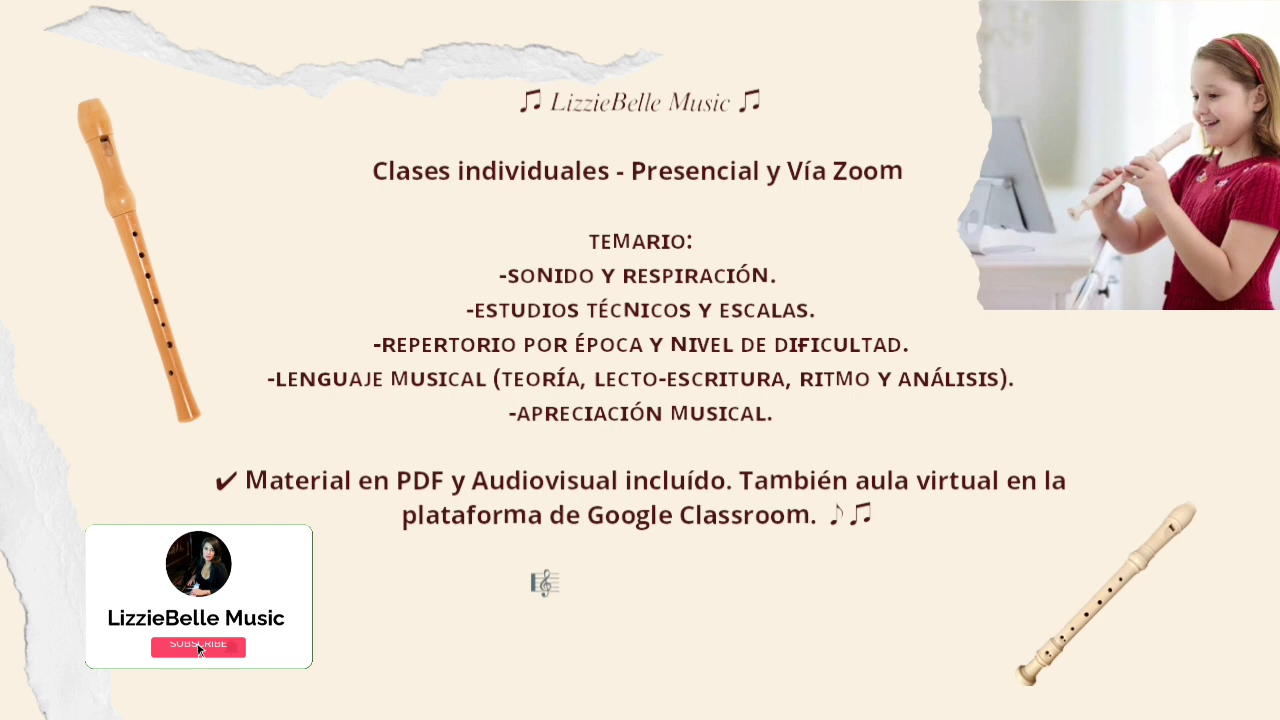 ♫ LizzieBelle Music ♫
Clases individuales - Presencial y Vía Zoom
TEMARIO:
-SONIDO Y RESPIRACIÓN.
-ESTUDIOS TÉCNICOS Y ESCALAS.
-REPERTORIO POR ÉPOCA Y NIVEL DE DIFICULTAD.
-LENGUAJE MUSICAL (TEORÍA, LECTO-ESCRITURA, RITMO Y ANÁLISIS).
-APRECIACIÓN MUSICAL.
✔ Material en PDF y Audiovisual incluído. También aula virtual en la
plataforma de Google Classroom. ♪♫
🎼
LizzieBelle Music
SUBSCRIBE